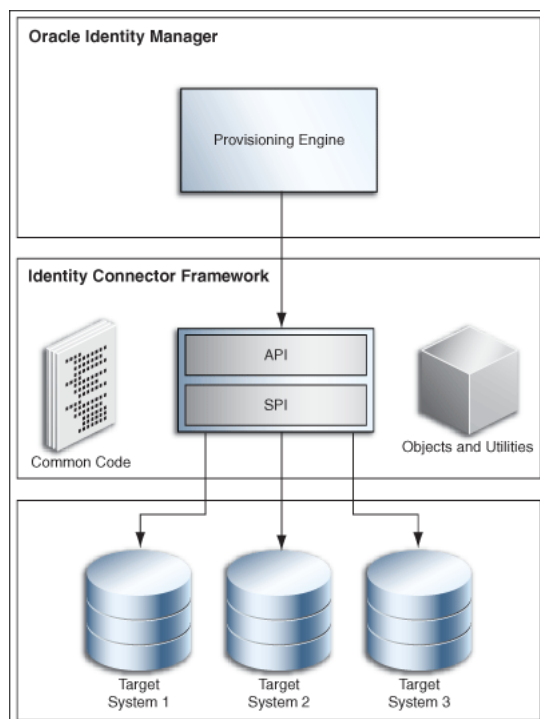 Oracle Identity Manager
Provisioning Engine
Identity Connector Framework
API
SPI
Common Code
Objects and Utilities
Target
System 1
Target
System 2
Target
System 3